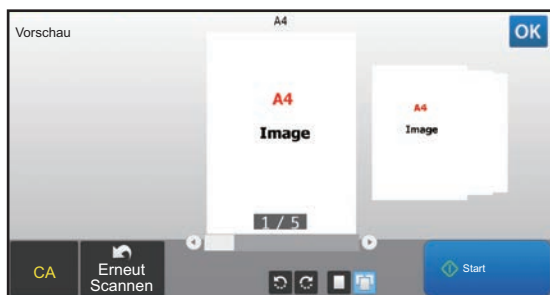 A4
Vorschau
OK
A4
Image
A4
Image
1 / 5
CA
Erneut
Scannen
Start